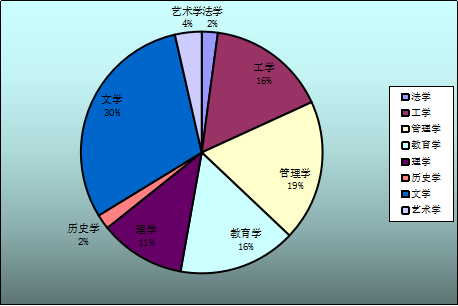 艺术学
4%
法学
2%
工学
16%
管理学
19%
教育学
16%
理学
11%
历史学
2%
文学
30%
法学
工学
管理学
教育学
理学
历史学
文学
艺术学